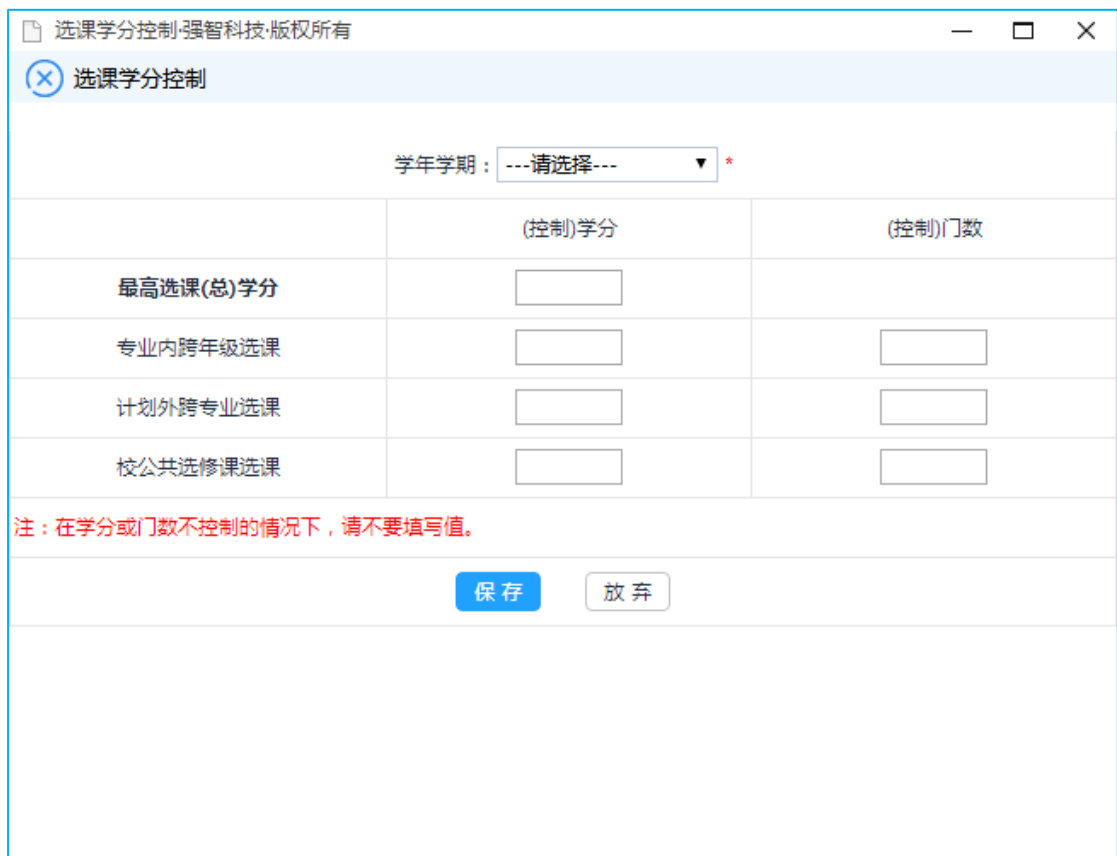 选课学分控制·强智科技·版权所有
选课学分控制
学年学期：---请选择--- *
(控制)学分 (控制)门数
最高选课(总)学分
专业内跨年级选课
计划外跨专业选课
校公共选修课选课
注：在学分或门数不控制的情况下，请不要填写值。
保 存 放 弃